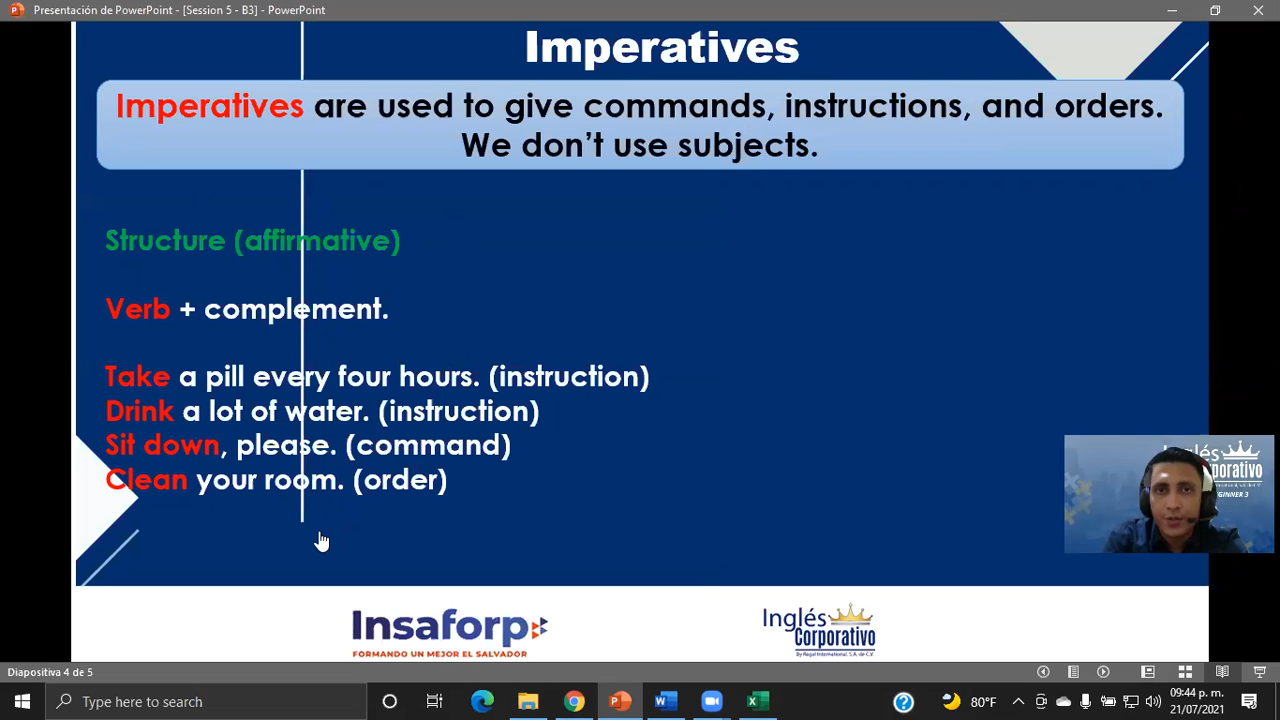 Presentación de PowerPoint - [Session 5 - B3] - PowerPoint
Imperatives
Imperatives are used to give commands, instructions, and orders.
We don't use subjects.
Structure (affirmative)
Verb + complement.
Take a pill every four hours. (instruction)
Drink a lot of water. (instruction)
Sit down, please. (command)
Clean your room. (order)
Inglés
Corporativo
Insaforp
FORMANDO UN MEJOR EL SALVADOR
Inglés
Corporativo
By Regal International, S.A. de C.V.
Diapositiva 4 de 5
Type here to search
80°F
09:44 p. m.
21/07/2021